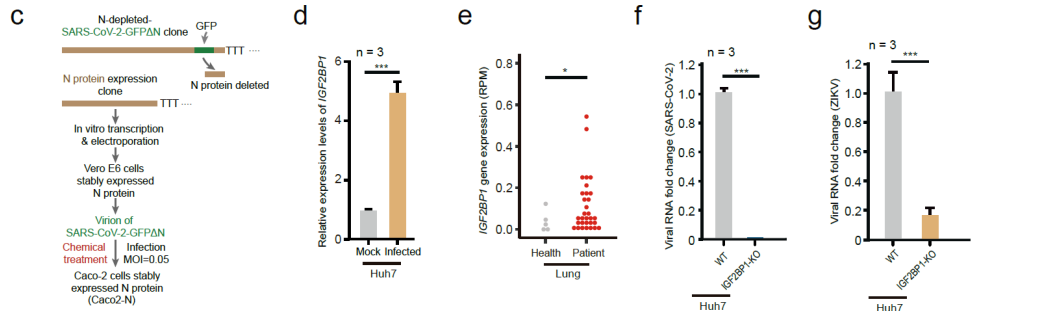 c
N-depleted-
SARS-CoV-2-GFPΔN clone
GFP
TTT ....
N protein deleted
N protein expression
clone
TTT ....
In vitro transcription
& electroporation
Vero E6 cells
stably expressed
N protein
Virion of
SARS-CoV-2-GFPΔN
Chemical
treatment
Infection
MOI=0.05
Caco-2 cells stably
expressed N protein
(Caco2-N)
d
n = 3
***
Relative expression levels of IGF2BP1
6
4
2
0
Mock Infected
Huh7
e
*
IGF2BP1 gene expression (RPM)
0.8
0.6
0.4
0.2
0.0
Health
Patient
Lung
f
n = 3
***
Viral RNA fold change (SARS-CoV-2)
1.2
1.0
0.8
0.6
0.4
0.2
0
WT
IGF2BP1-KO
Huh7
g
n = 3
***
Viral RNA fold change (ZIKV)
1.2
1.0
0.8
0.6
0.4
0.2
0
WT
IGF2BP1-KO
Huh7